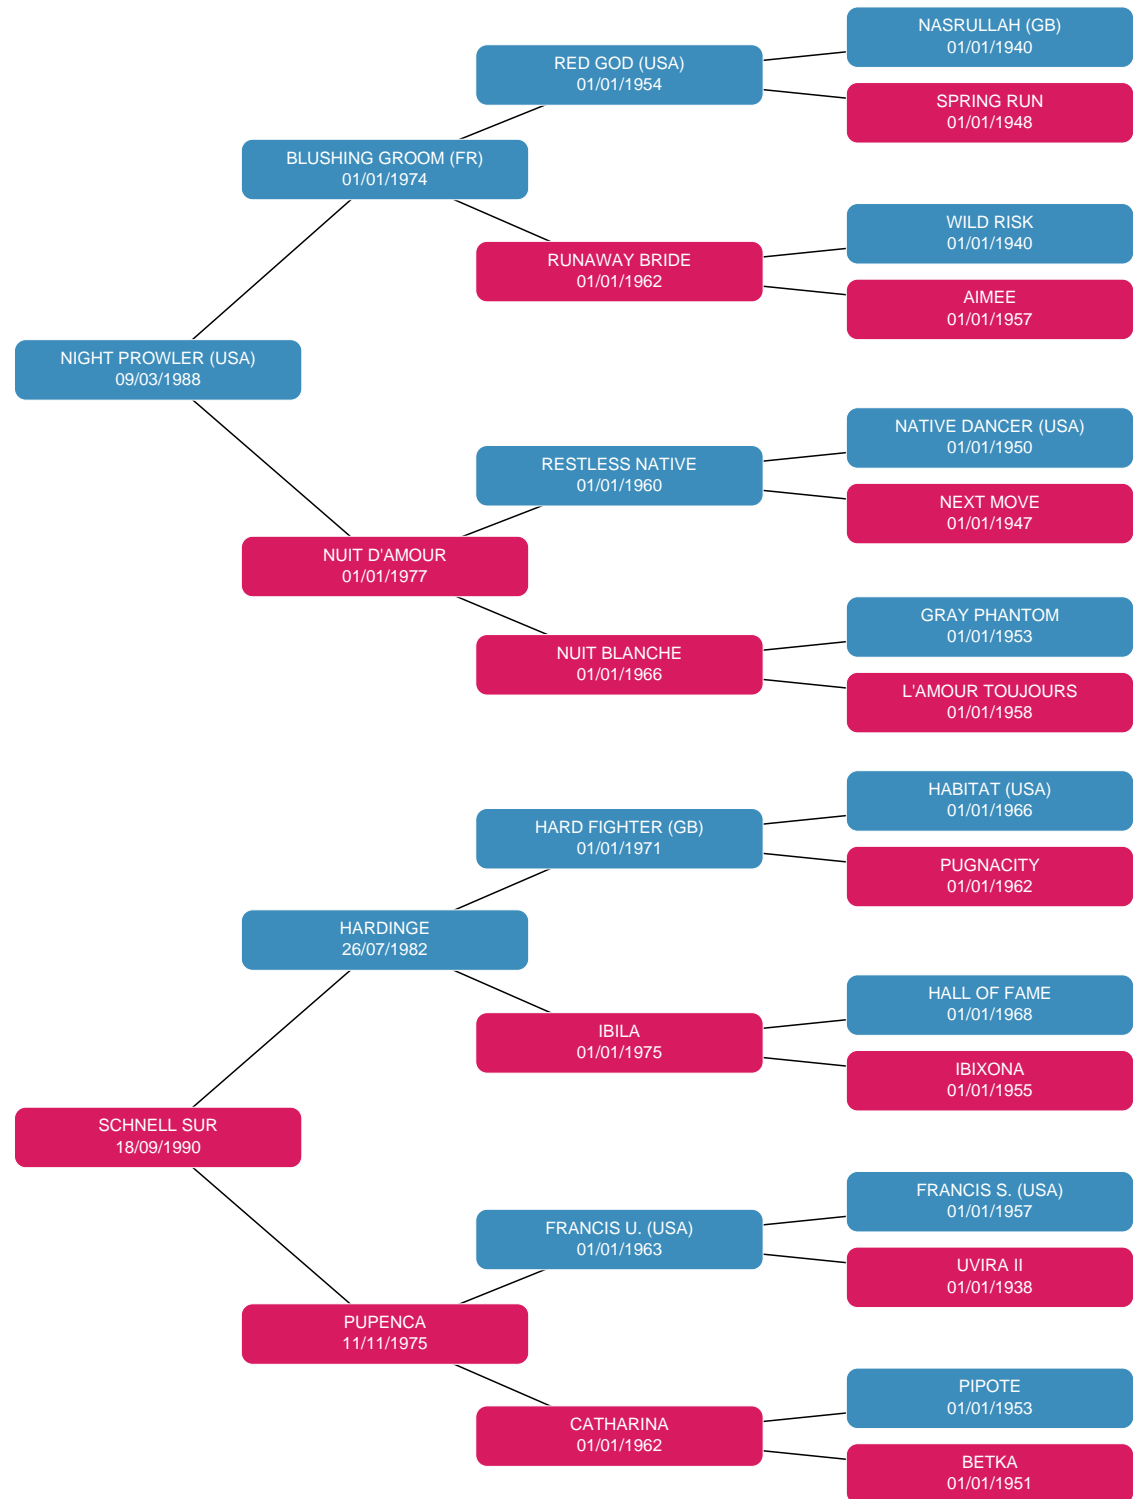 NASRULLAH (GB)
01/01/1940
RED GOD (USA)
01/01/1954
SPRING RUN
01/01/1948
BLUSHING GROOM (FR)
01/01/1974
WILD RISK
01/01/1940
RUNAWAY BRIDE
01/01/1962
AIMEE
01/01/1957
NIGHT PROWLER (USA)
09/03/1988
NATIVE DANCER (USA)
01/01/1950
RESTLESS NATIVE
01/01/1960
NEXT MOVE
01/01/1947
NUIT D'AMOUR
01/01/1977
GRAY PHANTOM
01/01/1953
NUIT BLANCHE
01/01/1966
L'AMOUR TOUJOURS
01/01/1958
HABITAT (USA)
01/01/1966
HARD FIGHTER (GB)
01/01/1971
PUGNACITY
01/01/1962
HARDINGE
26/07/1982
HALL OF FAME
01/01/1968
IBILA
01/01/1975
IBIXONA
01/01/1955
SCHNELL SUR
18/09/1990
FRANCIS S. (USA)
01/01/1957
FRANCIS U. (USA)
01/01/1963
UVIRA II
01/01/1938
PUPENCA
11/11/1975
PIPOTE
01/01/1953
CATHARINA
01/01/1962
BETKA
01/01/1951